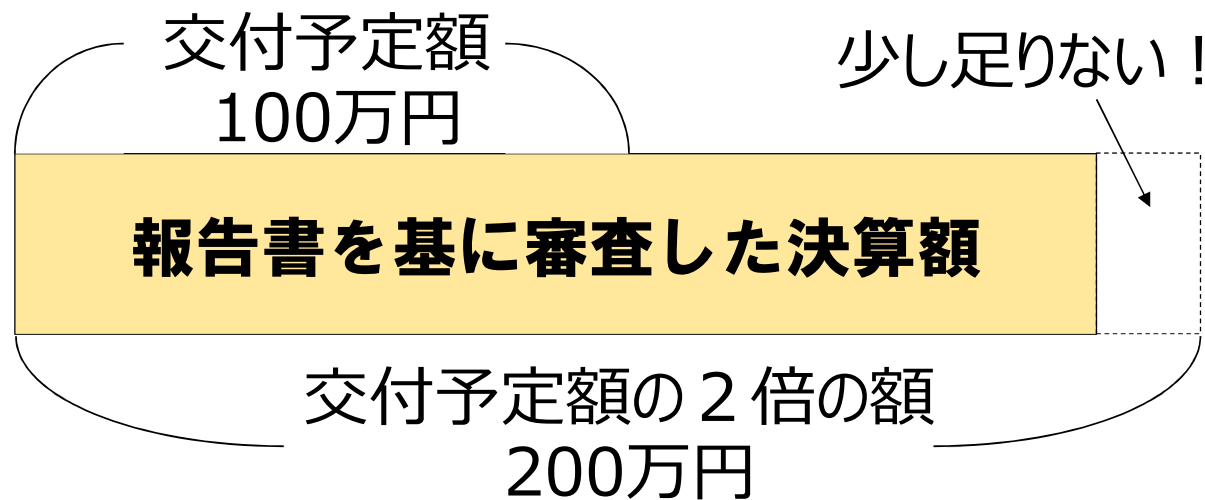 交付予定額
100万円
少し足りない！
報告書を基に審査した決算額
交付予定額の２倍の額
200万円